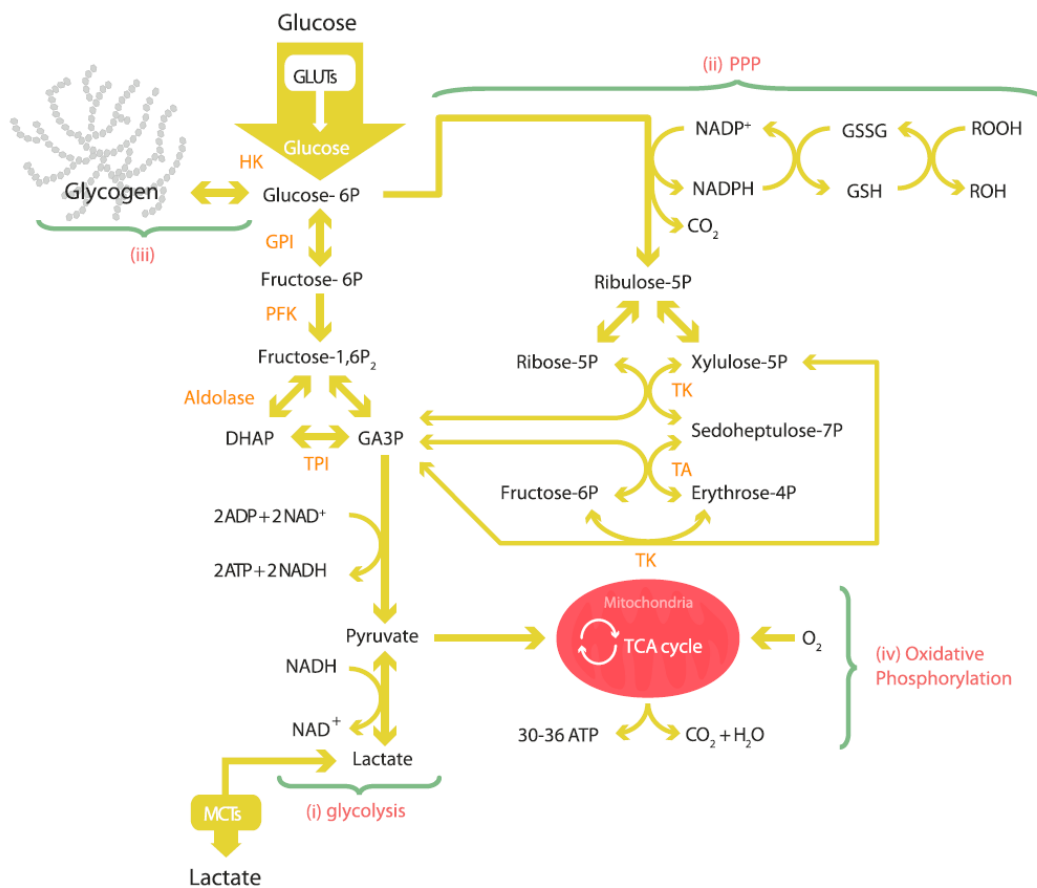 Glucose
GLUTs
Glucose
(ii) PPP
NADP⁺
GSSG
ROOH
HK
Glycogen
Glucose- 6P
NADPH
GSH
ROH
CO₂
(iii)
GPI
Fructose- 6P
Ribulose-5P
PFK
Fructose-1,6P₂
Ribose-5P
Xylulose-5P
Aldolase
TK
DHAP
GA3P
Sedoheptulose-7P
TPI
TA
Fructose-6P
Erythrose-4P
2ADP+2NAD⁺
TK
2ATP+2NADH
Mitochondria
Pyruvate
TCA cycle
O₂
(iv) Oxidative
Phosphorylation
NADH
NAD⁺
30-36 ATP
CO₂ + H₂O
Lactate
MCTs
(i) glycolysis
Lactate